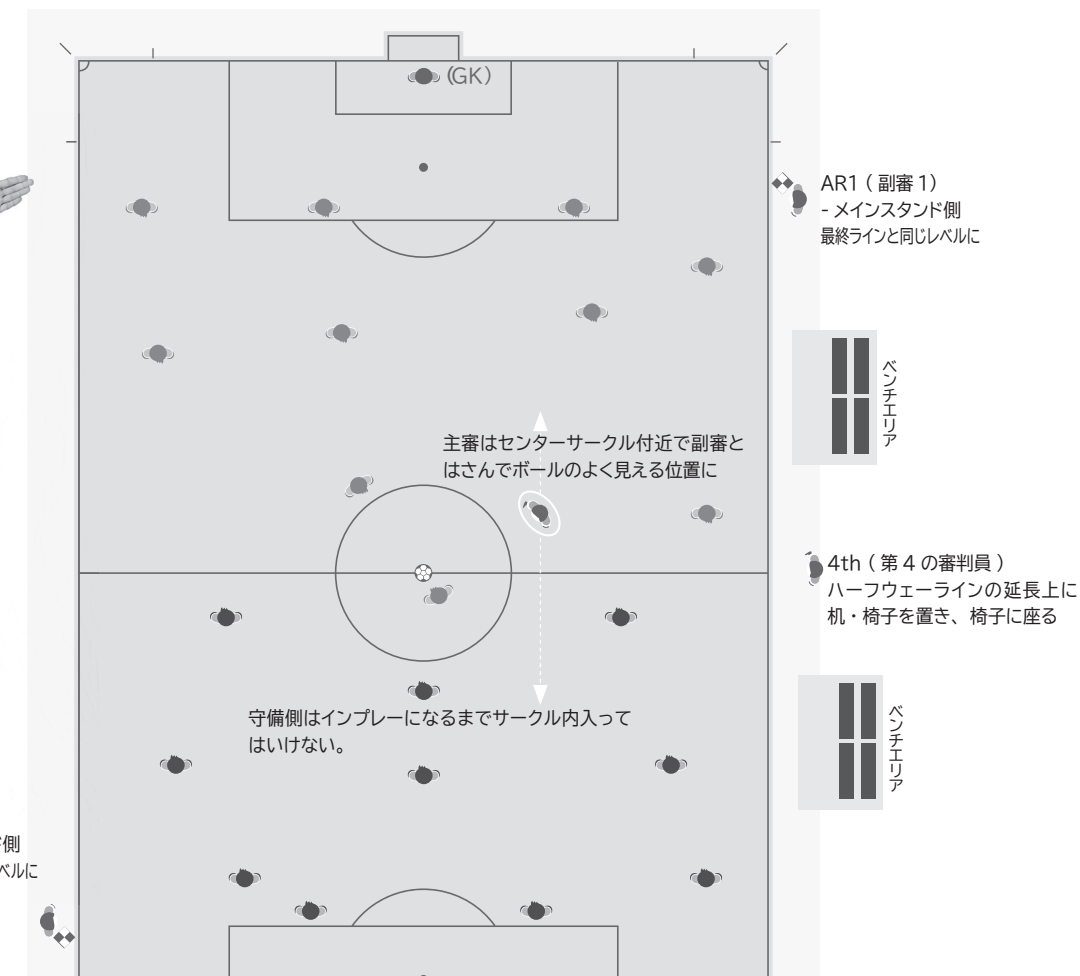 (GK)
AR1 ( 副審 1)
- メインスタンド側
最終ラインと同じレベルに
ベンチエリア
主審はセンターサークル付近で副審と
はさんでボールのよく見える位置に
4th ( 第 4 の審判員 )
ハーフウェーラインの延長上に
机・椅子を置き、椅子に座る
守備側はインプレーになるまでサークル内入って
はいけない。
ベンチエリア
側
ベルに